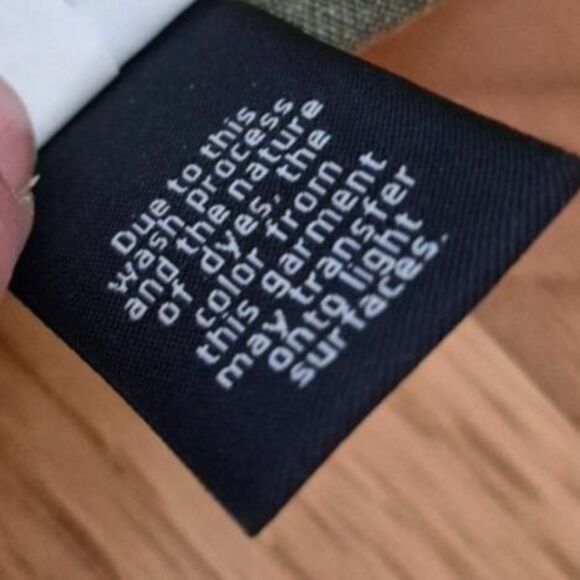 Due to this
wash process
and the nature
of dyes, the
color from
this garment
may transfer
onto light
surfaces.